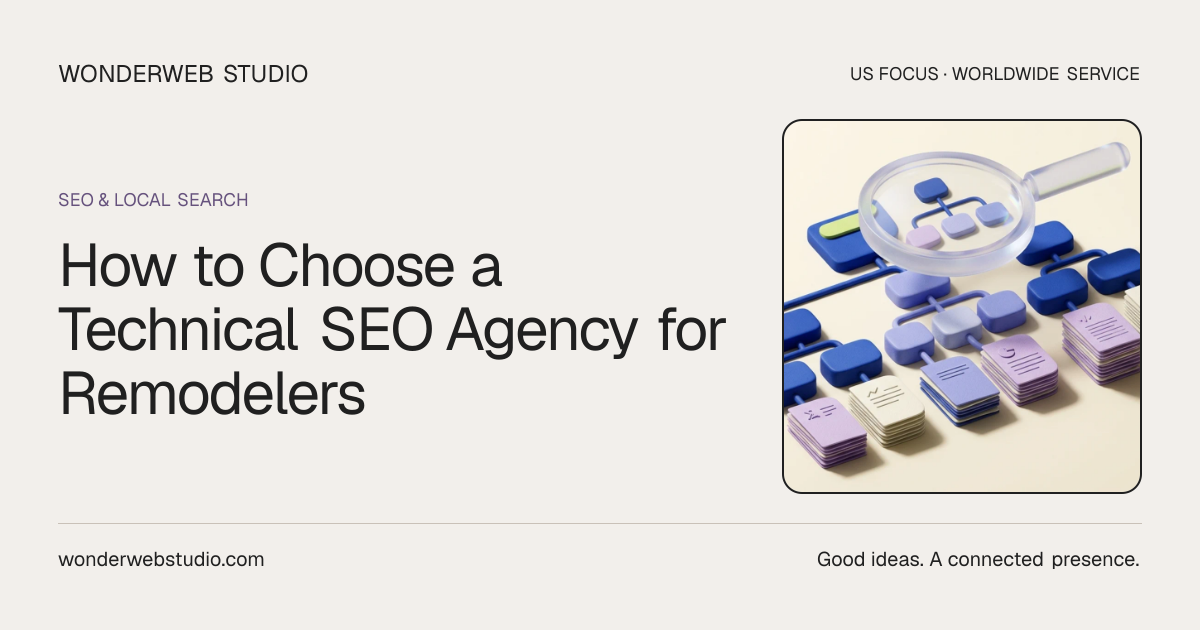 WONDERWEB STUDIO
US FOCUS · WORLDWIDE SERVICE
SEO & LOCAL SEARCH
How to Choose a
Technical SEO Agency for
Remodelers
wonderwebstudio.com
Good ideas. A connected presence.